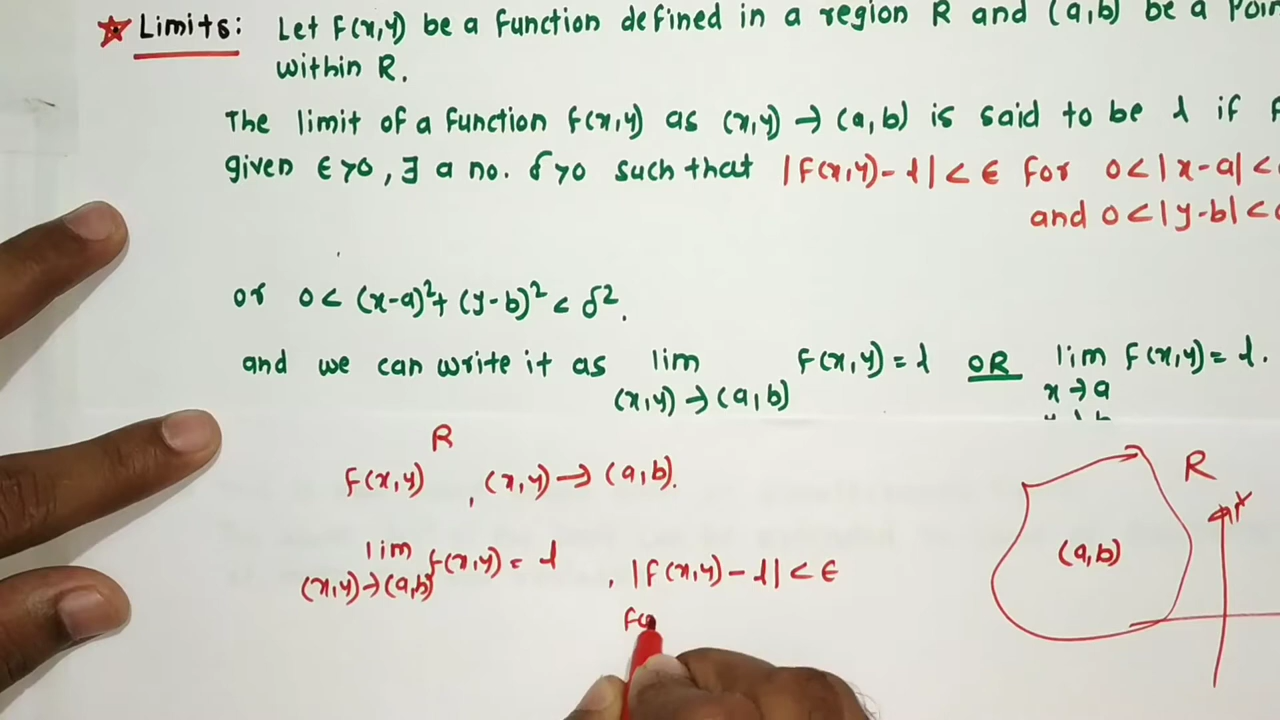 Limits: Let f(x,y) be a function defined in a region R and (a,b) be a
within R.
The limit of a function f(x,y) as (x,y) → (a,b) is said to be l if
given ϵ>0, ∃ a no. δ>0 such that |f(x,y)-l| < ϵ for 0<|x-a|<
and 0<|y-b|<
or 0< (x-a)²+ (y-b)² < δ².
and we can write it as lim f(x,y) = l OR lim f(x,y) = l.
(x,y) → (a,b) x → a
R
f(x,y) , (x,y) → (a,b).
R
(a,b)
lim f(x,y) = l , |f(x,y) - l| < ϵ
(x,y)→(a,b)